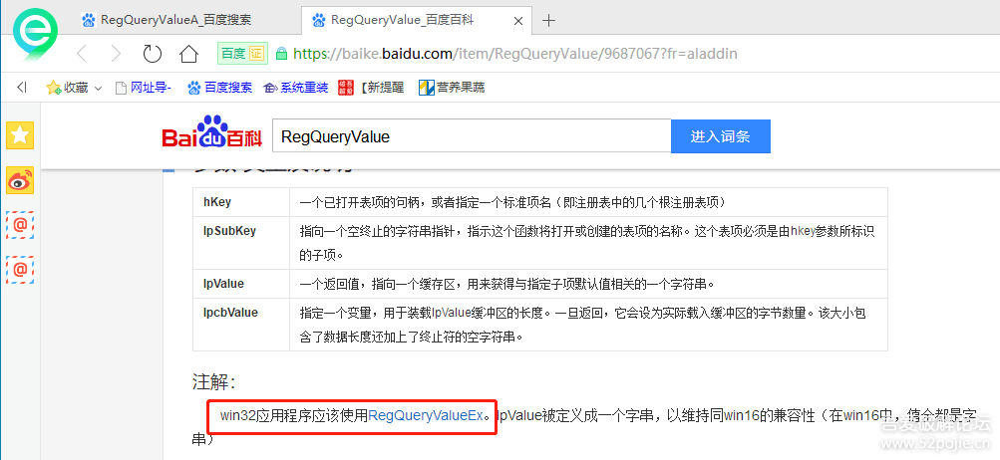 RegQueryValueA_百度搜索
RegQueryValue_百度百科
百度 证
https://baike.baidu.com/item/RegQueryValue/9687067?fr=aladdin
收藏 网址导- 百度搜索 系统重装 【新提醒 营养果蔬
Bai du 百科 RegQueryValue 进入词条
hKey 一个已打开表项的句柄，或者指定一个标准项名（即注册表中的几个根注册表项）
lpSubKey 指向一个空终止的字符串指针，指示这个函数将打开或创建的表项的名称。这个表项必须是由hkey参数所标识
的子项。
lpValue 一个返回值，指向一个缓存区，用来获得与指定子项默认值相关的一个字符串。
lpcbValue 指定一个变量，用于装载lpValue缓冲区的长度。一旦返回，它会设为实际载入缓冲区的字节数量。该大小包
含了数据长度还加上了终止符的空字符串。
注解：
win32应用程序应该使用RegQueryValueEx。lpValue被定义成一个字串，以维持同win16的兼容性（在win16中，值全都是字
串）
吾爱破解论坛
www.52pojie.cn